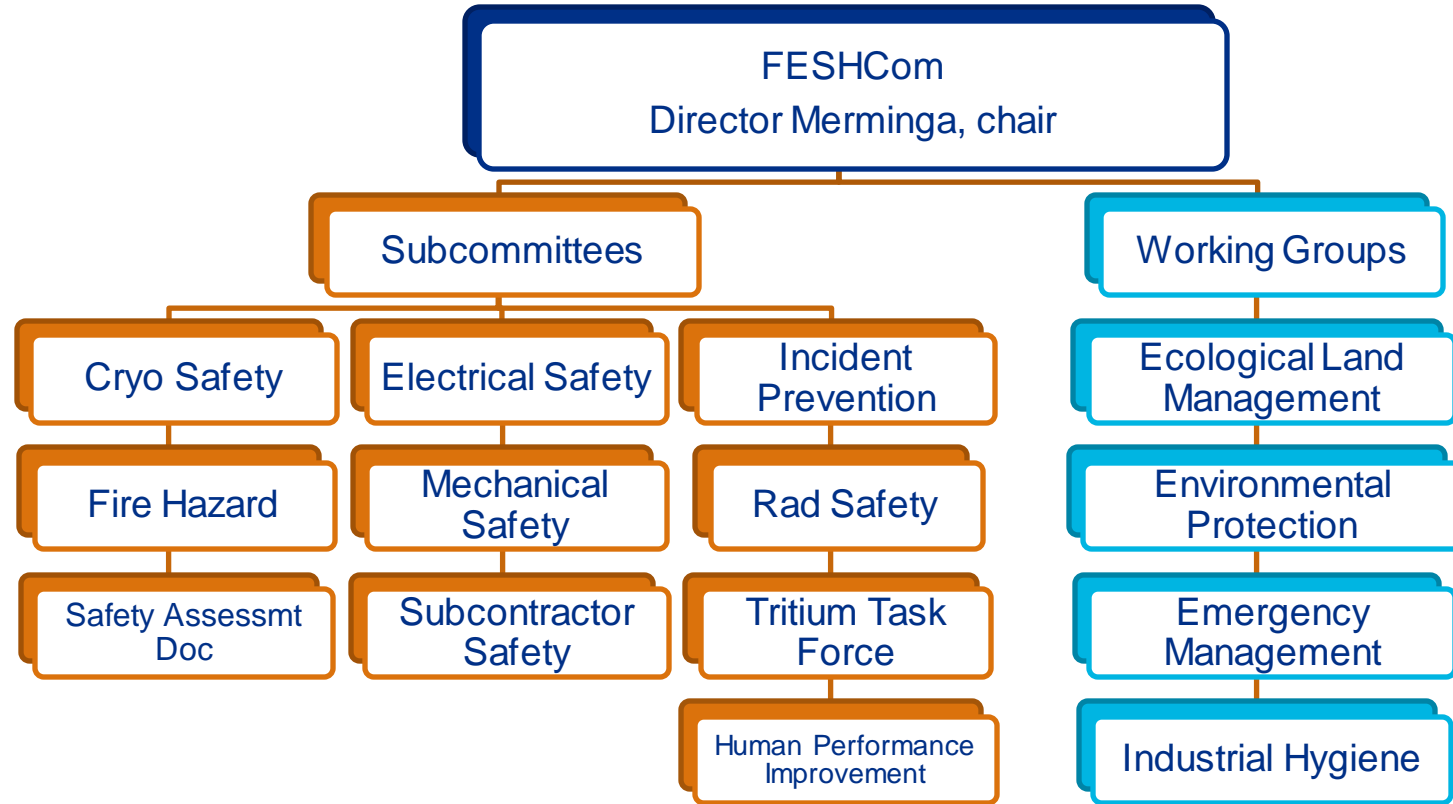 FESHCom
Director Merminga, chair
Subcommittees
Working Groups
Cryo Safety
Electrical Safety
Incident
Prevention
Ecological Land
Management
Fire Hazard
Mechanical
Safety
Rad Safety
Environmental
Protection
Safety Assessmt
Doc
Subcontractor
Safety
Tritium Task
Force
Emergency
Management
Human Performance
Improvement
Industrial Hygiene